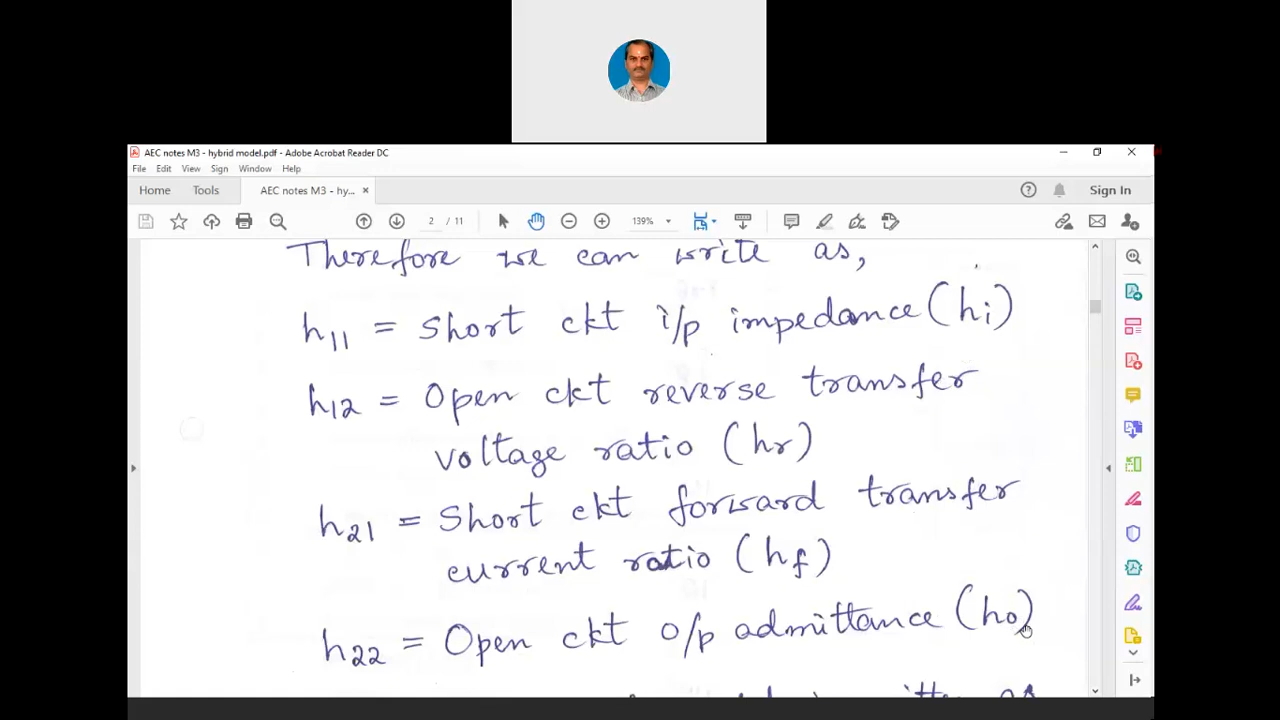 AEC notes M3 - hybrid model.pdf - Adobe Acrobat Reader DC
File Edit View Sign Window Help
Home Tools AEC notes M3 - hy... × Sign In
2 / 11 139%
Therefore we can write as,
h11 = Short ckt i/p impedance (hi)
h12 = Open ckt reverse transfer
voltage ratio (hr)
h21 = Short ckt forward transfer
current ratio (hf)
h22 = Open ckt o/p admittance (ho)
as